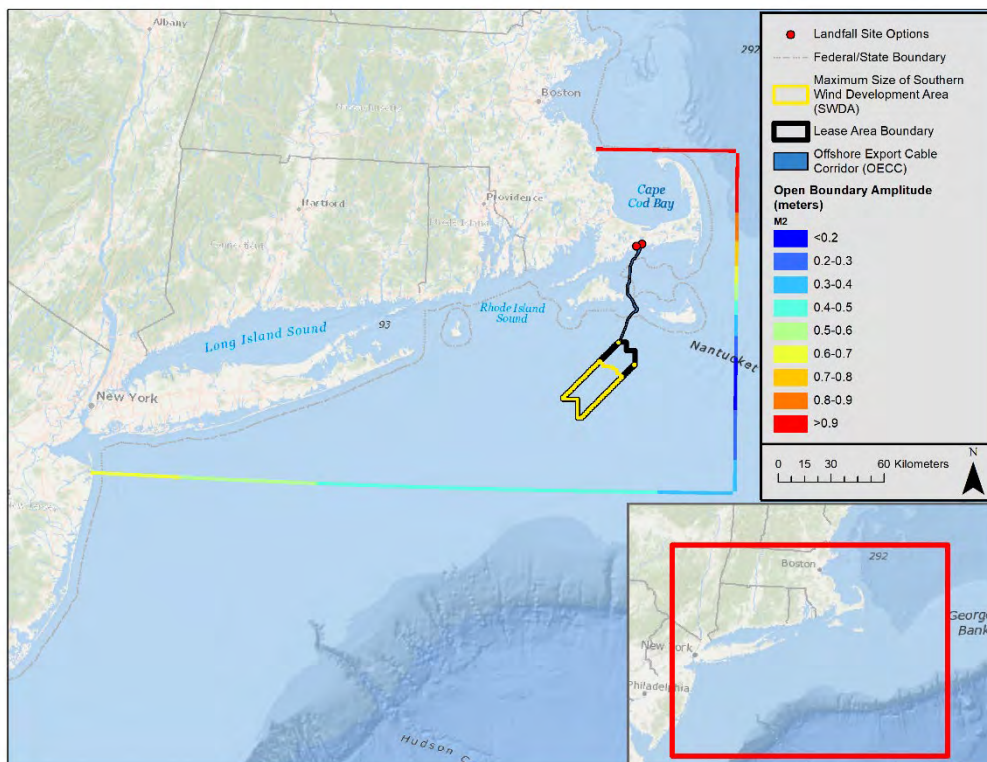 Albany
292
Boston
Cape
Cod Bay
Hartford
Providence
Rhode Island
Sound
Long Island Sound
93
Nantucket
New York
Hudson C
Landfall Site Options
Federal/State Boundary
Maximum Size of Southern
Wind Development Area
(SWDA)
Lease Area Boundary
Offshore Export Cable
Corridor (OECC)
Open Boundary Amplitude
(meters)
M2
<0.2
0.2-0.3
0.3-0.4
0.4-0.5
0.5-0.6
0.6-0.7
0.7-0.8
0.8-0.9
>0.9
N
0 15 30 60 Kilometers
292
Boston
George
Bank
New York
Philadelphia